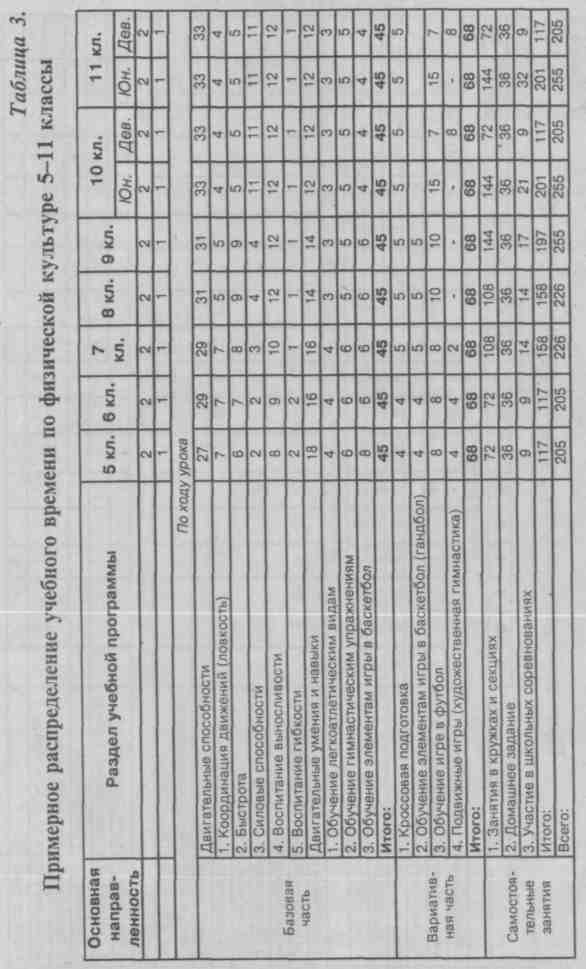 Таблица 3.
Примерное распределение учебного времени по физической культуре 5–11 классы
Основная направ-ленность Раздел учебной программы 5 кл. 6 кл. 7 кл. 8 кл. 9 кл. 10 кл. 11 кл.
Юн. Дев. Юн. Дев.
2 2 2 2 2 2 2 2 2
1 1 1 1 1 1 1 1 1
По ходу урока
Базовая часть
Двигательные способности 27 29 29 31 31 33 33 33 33
1. Координация движений (ловкость) 7 7 7 5 5 4 4 4 4
2. Быстрота 6 7 8 9 9 5 5 5 5
3. Силовые способности 2 2 3 4 4 11 11 11 11
4. Воспитание выносливости 8 9 10 12 12 12 12 12 12
5. Воспитание гибкости 2 2 1 1 1 1 1 1 1
Двигательные умения и навыки 18 16 16 14 14 12 12 12 12
1. Обучение легкоатлетическим видам 4 4 4 3 3 3 3 3 3
2. Обучение гимнастическим упражнениям 6 6 6 5 5 5 5 5 5
3. Обучение элементам игры в баскетбол 8 6 6 6 6 4 4 4 4
Итого: 45 45 45 45 45 45 45 45 45
Вариатив-ная часть
1. Кроссовая подготовка 4 4 5 5 5 5 5 5 5
2. Обучение элементам игры в баскетбол (гандбол) 4 4 5 5 5
3. Обучение игре в футбол 8 8 8 10 10 15 7 15 7
4. Подвижные игры (художественная гимнастика) 4 4 2 - - - 8 - 8
Итого: 68 68 68 68 68 68 68 68 68
Самостоя-тельные занятия
1. Занятия в кружках и секциях 72 72 108 108 144 144 72 144 72
2. Домашнее задание 36 36 36 36 36 36 36 36 36
3. Участие в школьных соревнованиях 9 9 14 14 17 21 9 32 9
Итого: 117 117 158 158 197 201 117 201 117
Всего: 205 205 226 226 255 255 205 255 205